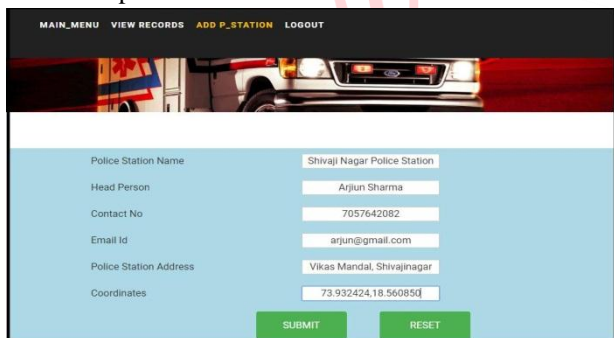 MAIN_MENU VIEW RECORDS ADD P_STATION LOGOUT
Police Station Name Shivaji Nagar Police Station
Head Person Arjiun Sharma
Contact No 7057642082
Email Id arjun@gmail.com
Police Station Address Vikas Mandal, Shivajinagar
Coordinates 73.932424,18.560850
SUBMIT RESET